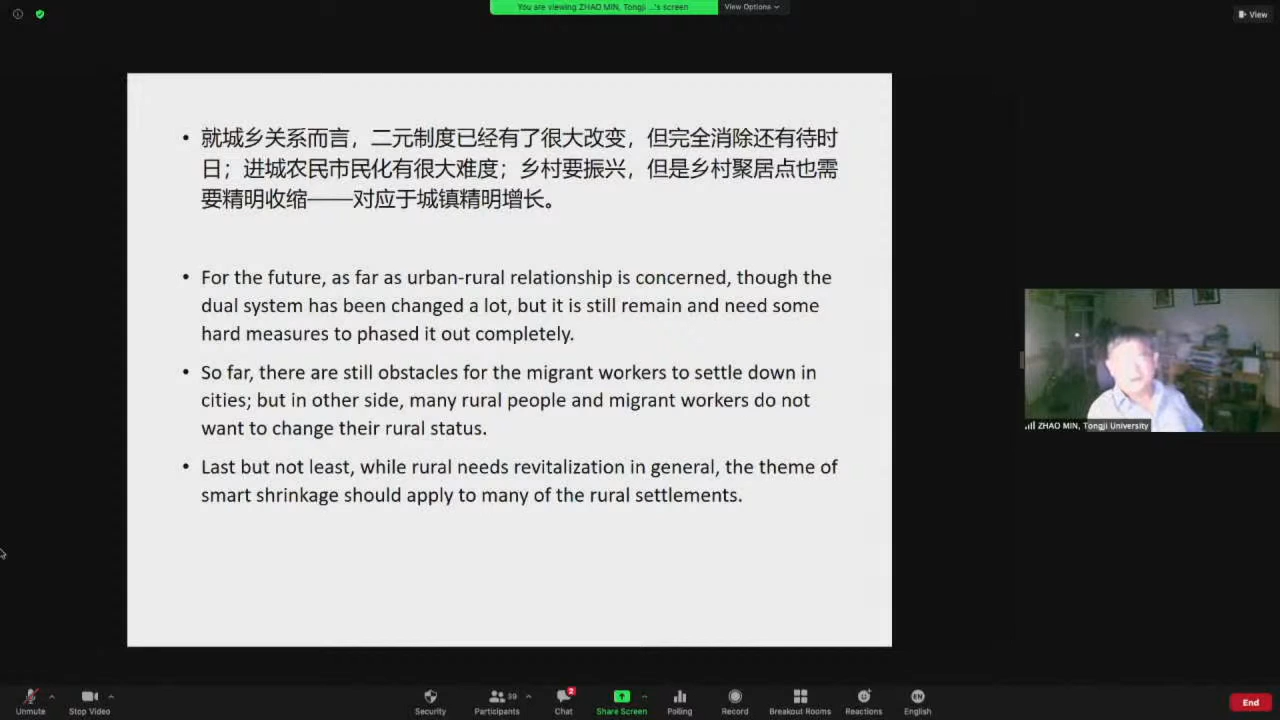 You are viewing ZHAO MIN, Tongji ...'s screen
View Options
View
• 就城乡关系而言，二元制度已经有了很大改变，但完全消除还有待时
日；进城农民市民化有很大难度；乡村要振兴，但是乡村聚居点也需
要精明收缩——对应于城镇精明增长。
• For the future, as far as urban-rural relationship is concerned, though the
dual system has been changed a lot, but it is still remain and need some
hard measures to phased it out completely.
• So far, there are still obstacles for the migrant workers to settle down in
cities; but in other side, many rural people and migrant workers do not
want to change their rural status.
• Last but not least, while rural needs revitalization in general, the theme of
smart shrinkage should apply to many of the rural settlements.
ZHAO MIN, Tongji University
39
2
EN
Unmute
Stop Video
Security
Participants
Chat
Share Screen
Polling
Record
Breakout Rooms
Reactions
English
End